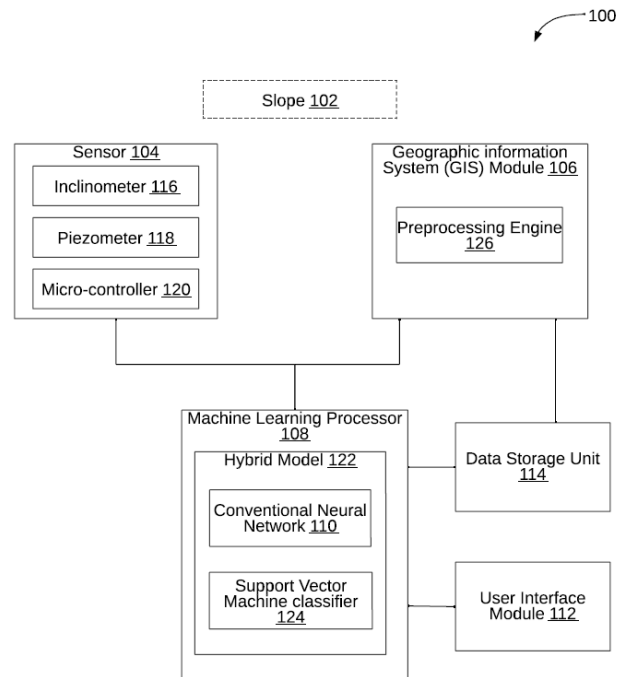 100
Slope 102
Sensor 104
Inclinometer 116
Piezometer 118
Micro-controller 120
Geographic information
System (GIS) Module 106
Preprocessing Engine
126
Machine Learning Processor
108
Hybrid Model 122
Conventional Neural
Network 110
Support Vector
Machine classifier
124
Data Storage Unit
114
User Interface
Module 112